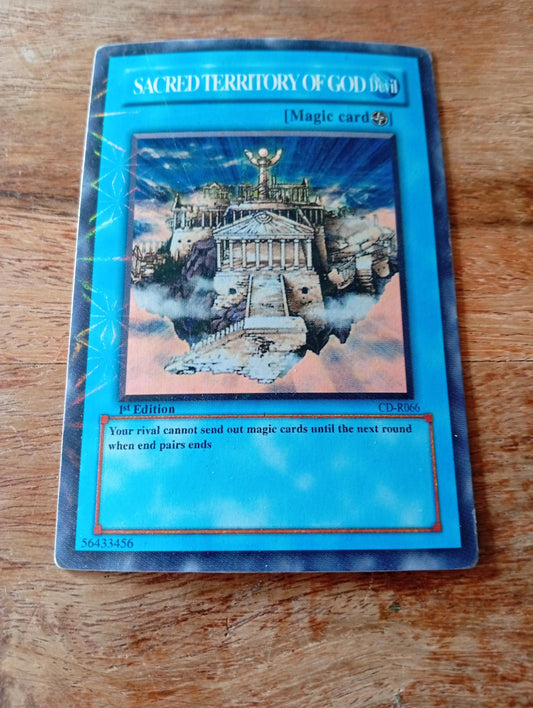 SACRED TERRITORY OF GOD Devil
[Magic card]
1st Edition CD-R066
Your rival cannot send out magic cards until the next round
when end pairs ends
56433456